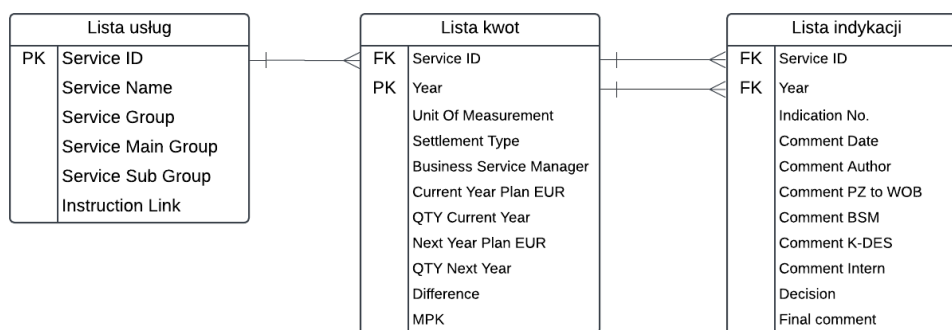 Lista usług
PK Service ID
Service Name
Service Group
Service Main Group
Service Sub Group
Instruction Link
Lista kwot
FK Service ID
PK Year
Unit Of Measurement
Settlement Type
Business Service Manager
Current Year Plan EUR
QTY Current Year
Next Year Plan EUR
QTY Next Year
Difference
MPK
Lista indykacji
FK Service ID
FK Year
Indication No.
Comment Date
Comment Author
Comment PZ to WOB
Comment BSM
Comment K-DES
Comment Intern
Decision
Final comment